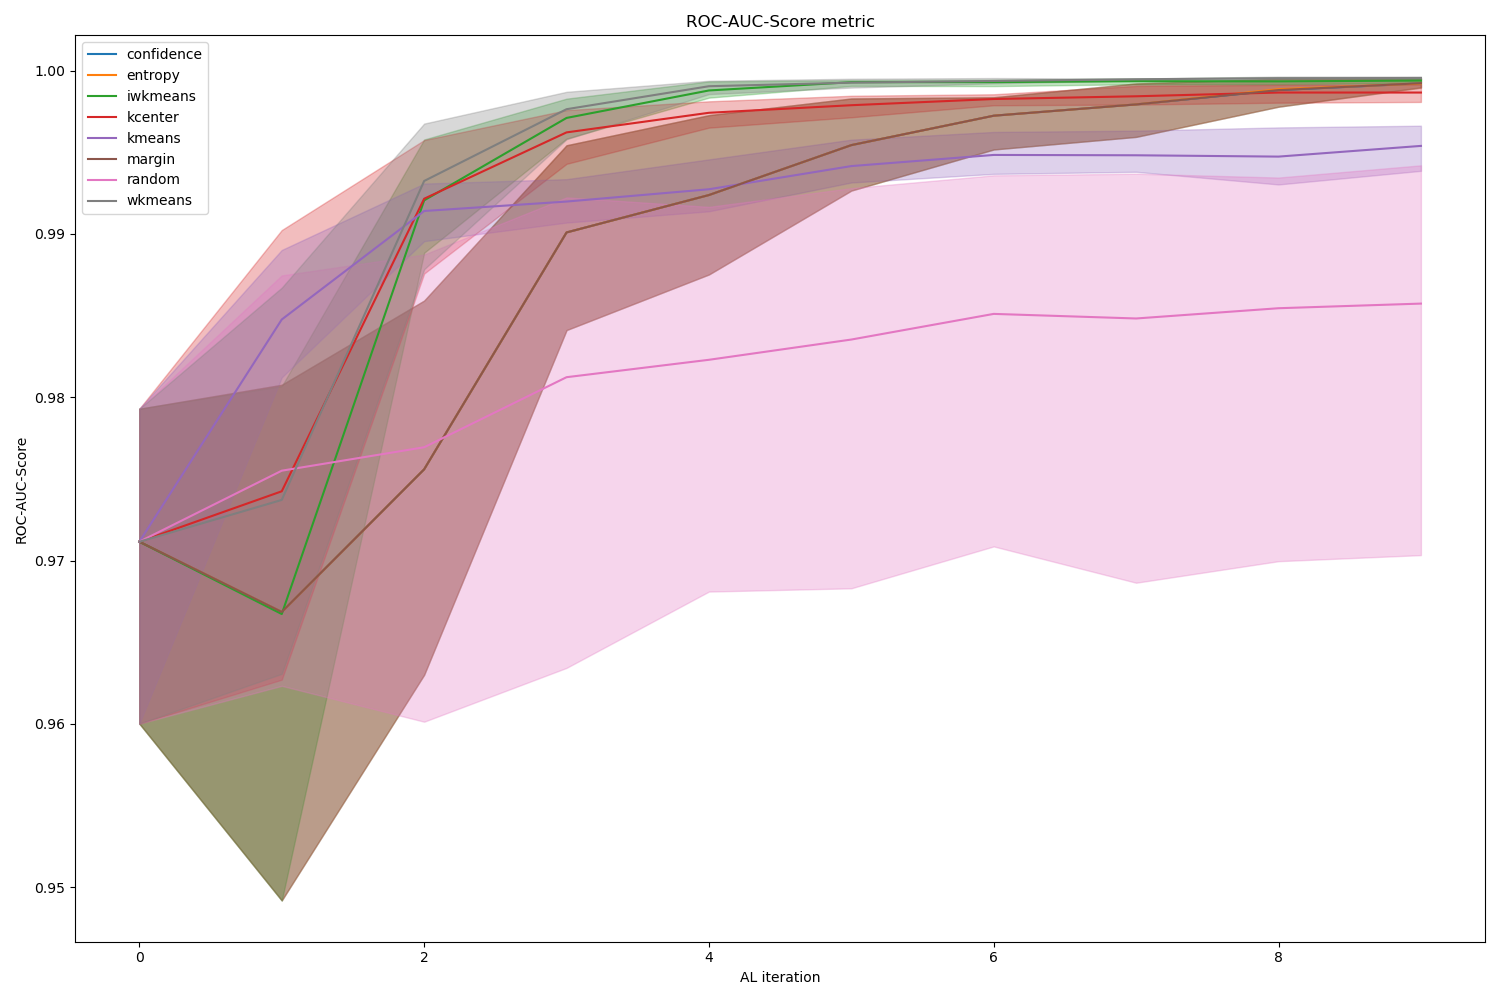 ROC-AUC-Score metric
confidence
entropy
iwkmeans
kcenter
kmeans
margin
random
wkmeans
1.00
0.99
0.98
0.97
0.96
0.95
ROC-AUC-Score
0 2 4 6 8
AL iteration